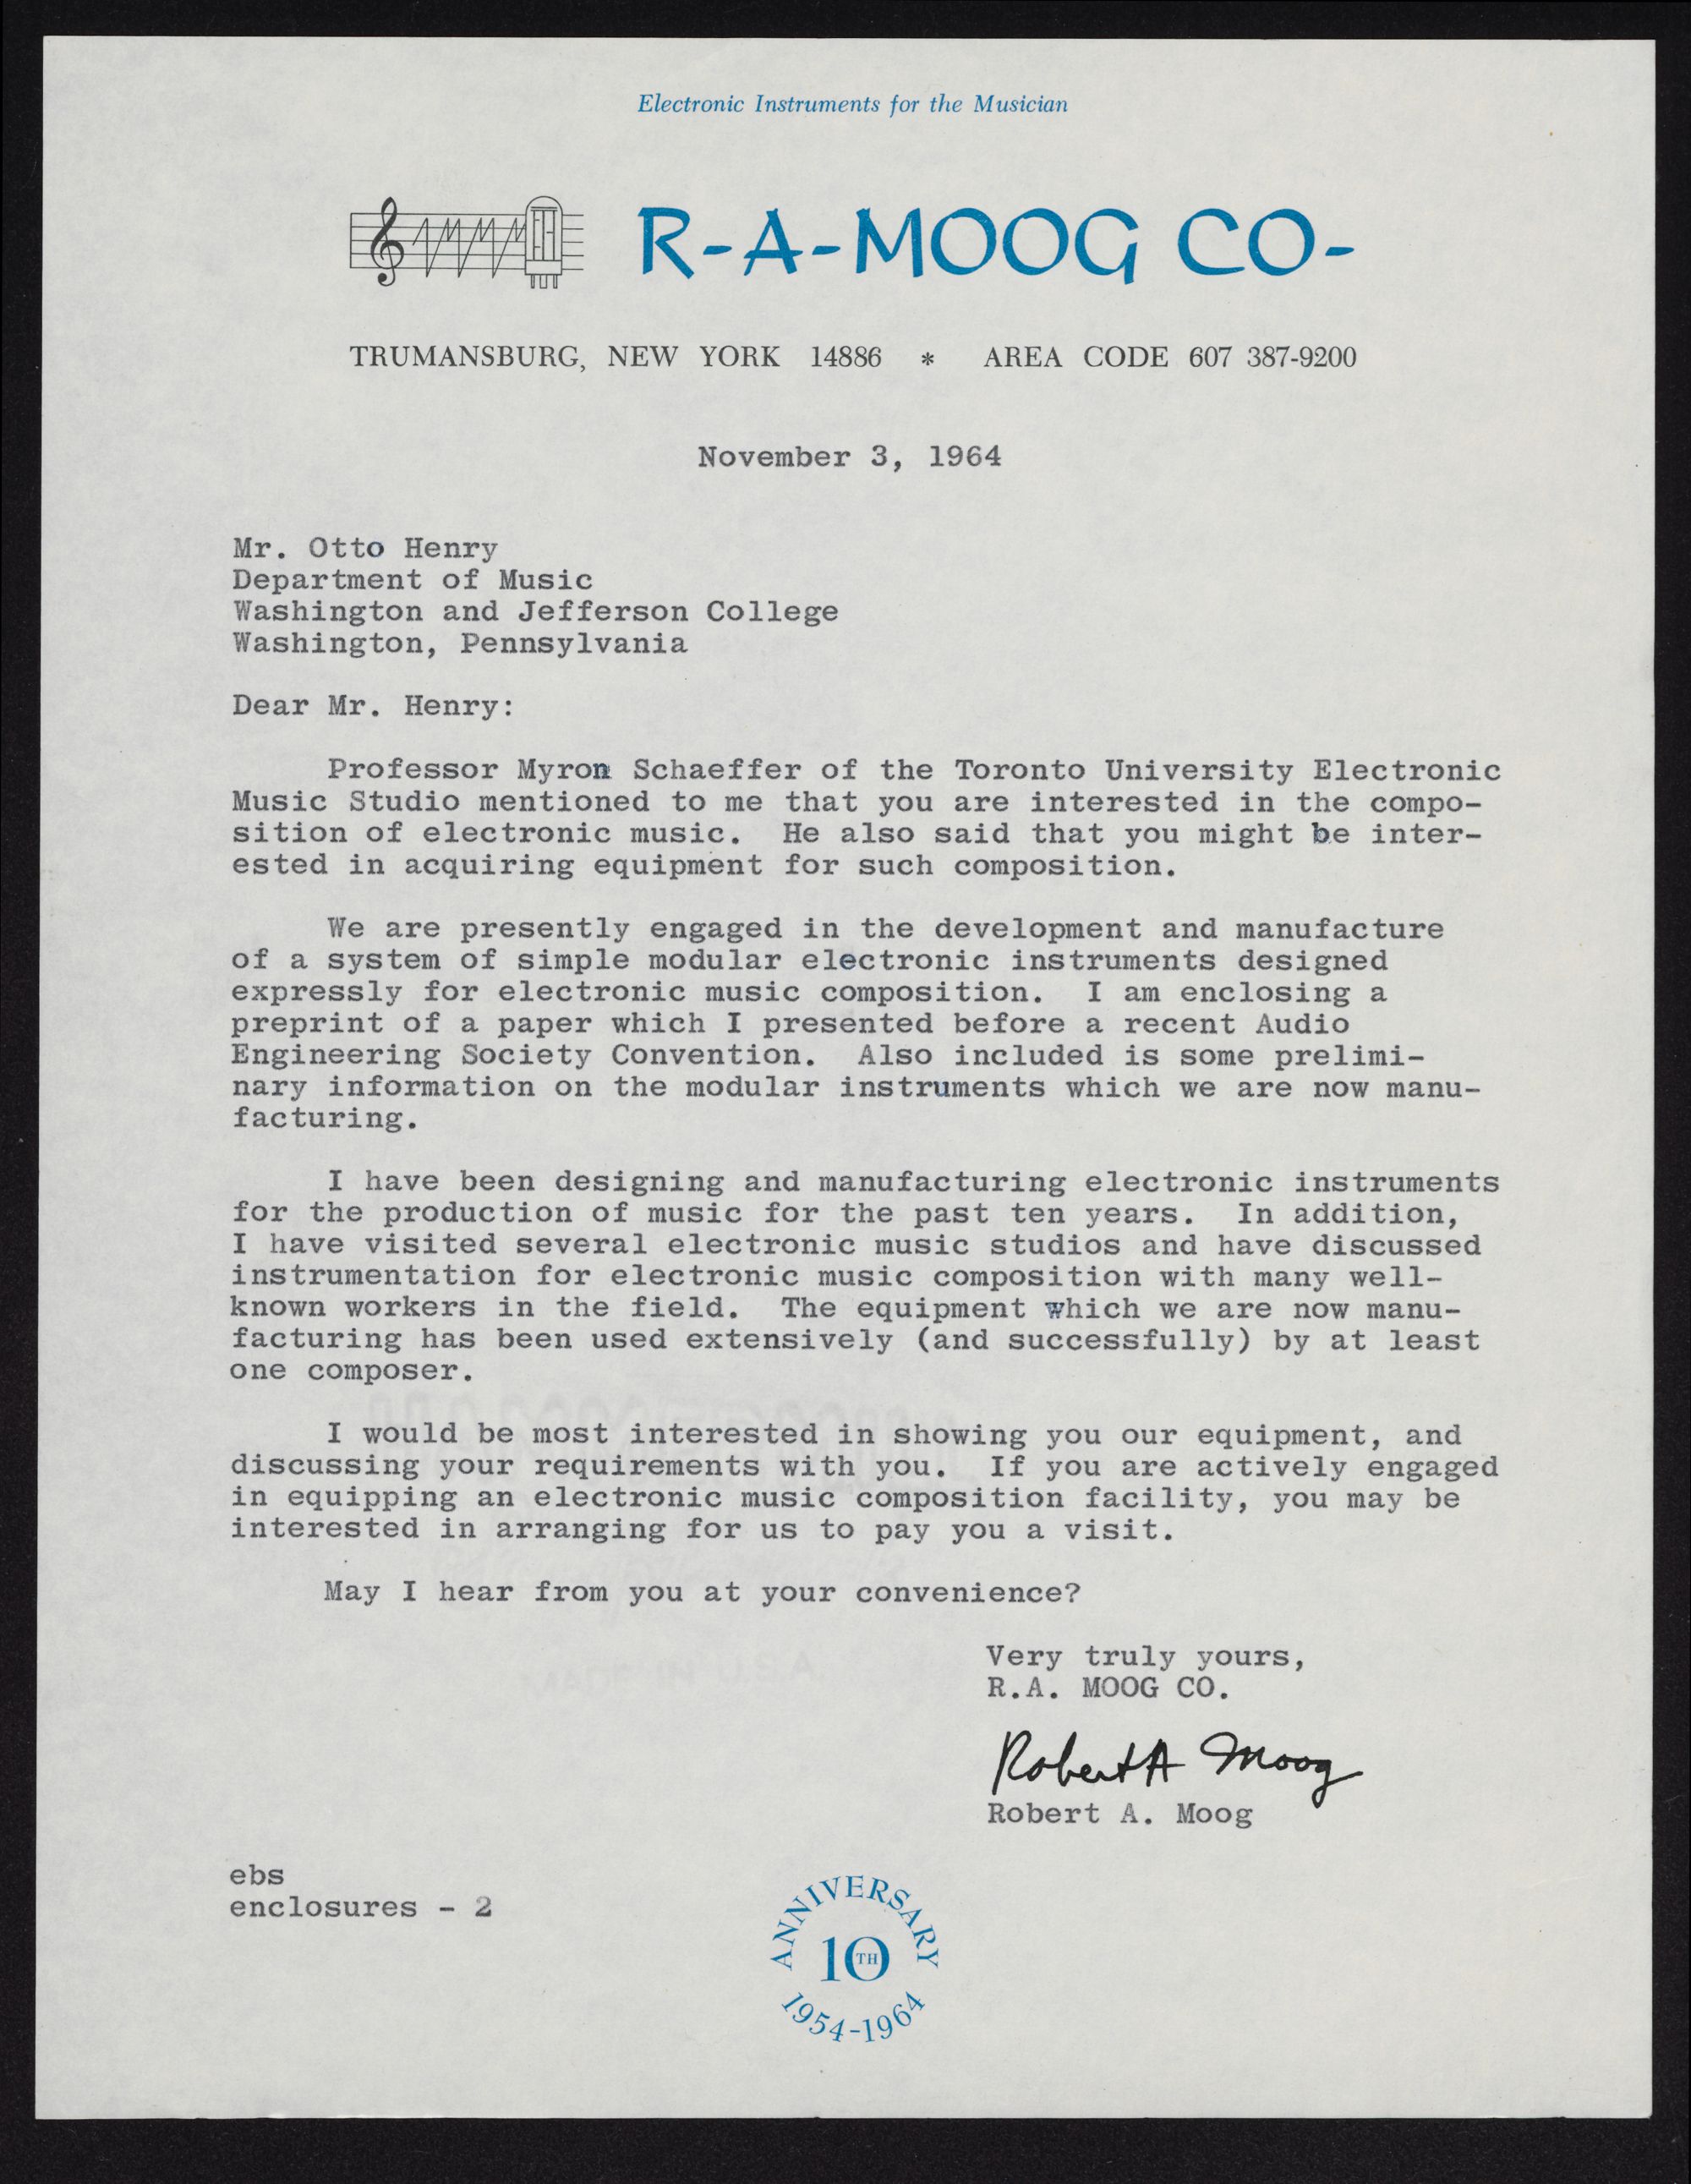 Electronic Instruments for the Musician
R-A-MOOG CO-
TRUMANSBURG, NEW YORK 14886 * AREA CODE 607 387-9200
November 3, 1964
Mr. Otto Henry
Department of Music
Washington and Jefferson College
Washington, Pennsylvania
Dear Mr. Henry:
Professor Myron Schaeffer of the Toronto University Electronic
Music Studio mentioned to me that you are interested in the compo-
sition of electronic music. He also said that you might be inter-
ested in acquiring equipment for such composition.
We are presently engaged in the development and manufacture
of a system of simple modular electronic instruments designed
expressly for electronic music composition. I am enclosing a
preprint of a paper which I presented before a recent Audio
Engineering Society Convention. Also included is some prelimi-
nary information on the modular instruments which we are now manu-
facturing.
I have been designing and manufacturing electronic instruments
for the production of music for the past ten years. In addition,
I have visited several electronic music studios and have discussed
instrumentation for electronic music composition with many well-
known workers in the field. The equipment which we are now manu-
facturing has been used extensively (and successfully) by at least
one composer.
I would be most interested in showing you our equipment, and
discussing your requirements with you. If you are actively engaged
in equipping an electronic music composition facility, you may be
interested in arranging for us to pay you a visit.
May I hear from you at your convenience?
MADE IN U.S.A.
Very truly yours,
R.A. MOOG CO.
Robert A Moog
Robert A. Moog
ebs
enclosures - 2
ANNIVERSARY
10TH
1954-1964